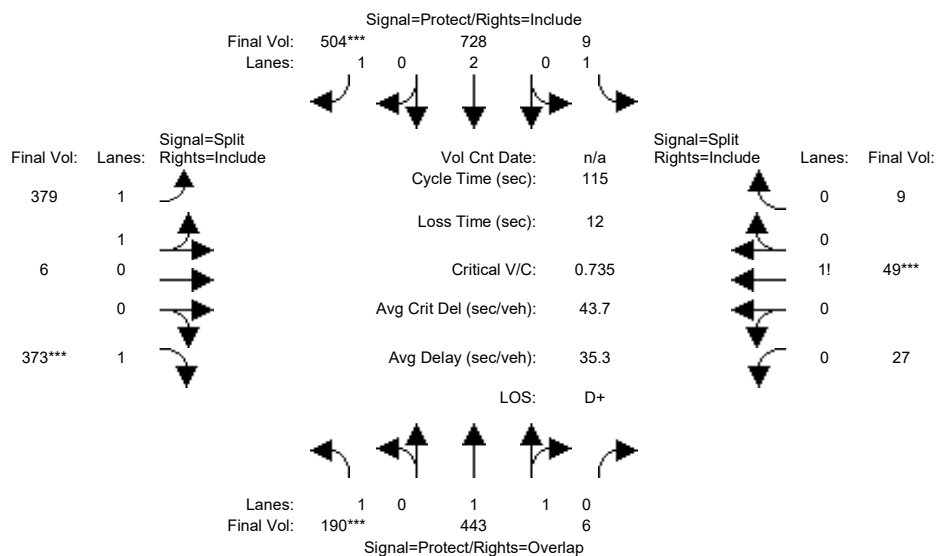 Signal=Protect/Rights=Include
Final Vol: 504*** 728 9
Lanes: 1 0 2 0 1
Signal=Split
Final Vol: Lanes: Rights=Include
Vol Cnt Date: n/a
Signal=Split
Rights=Include Lanes: Final Vol:
Cycle Time (sec): 115
379 1
0 9
Loss Time (sec): 12
1
0
6 0
Critical V/C: 0.735
1! 49***
0
Avg Crit Del (sec/veh): 43.7
0
373*** 1
Avg Delay (sec/veh): 35.3
0 27
LOS: D+
Lanes: 1 0 1 1 0
Final Vol: 190*** 443 6
Signal=Protect/Rights=Overlap